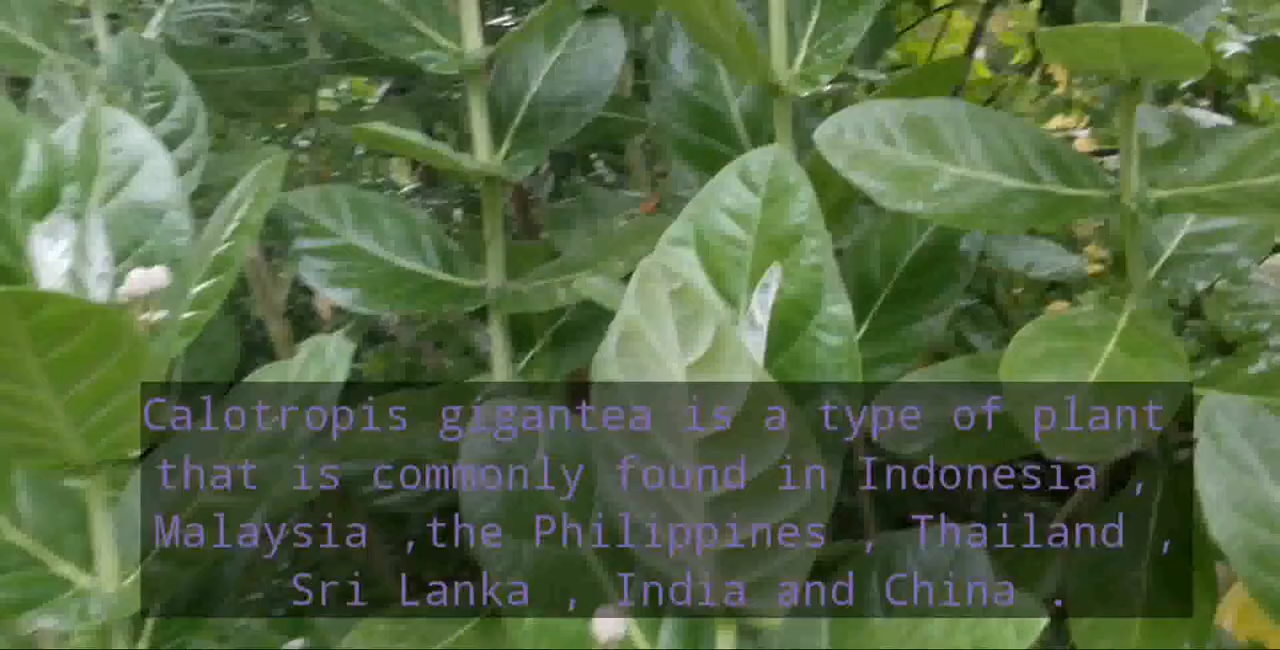 Calotropis gigantea is a type of plant
that is commonly found in Indonesia ,
Malaysia ,the Philippines , Thailand ,
Sri Lanka , India and China .